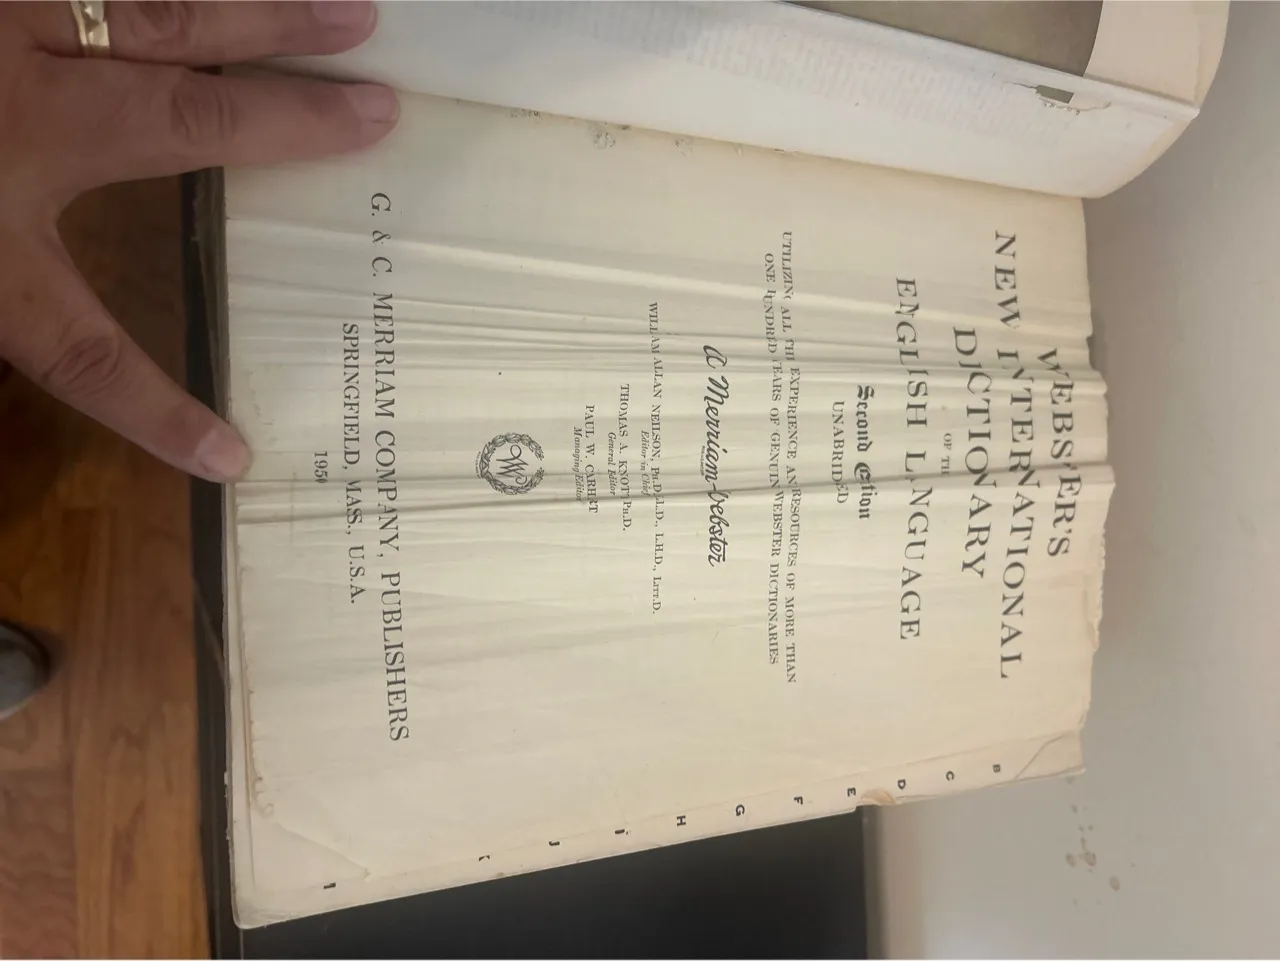 WEBSTER'S
NEW INTERNATIONAL
DICTIONARY
OF THE
ENGLISH LANGUAGE
Second Edition
UNABRIDGED
UTILIZING ALL THE EXPERIENCE AND RESOURCES OF MORE THAN
ONE HUNDRED YEARS OF GENUINE WEBSTER DICTIONARIES
A Merriam-Webster
WILLIAM ALLAN NEILSON, PH.D., LL.D., L.H.D., LITT.D.
Editor in Chief
THOMAS A. KNOTT, PH.D.
General Editor
PAUL W. CARHART
Managing Editor
W
G. & C. MERRIAM COMPANY, PUBLISHERS
SPRINGFIELD, MASS., U.S.A.
B
C
D
E
F
G
H
I
J